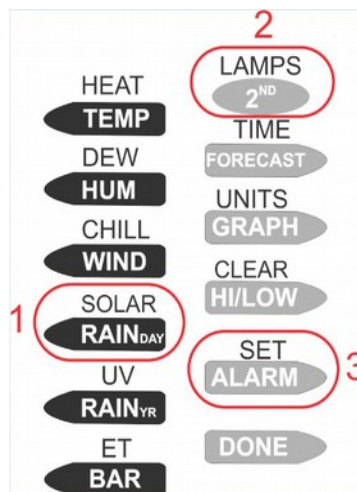 2
HEAT
TEMP
LAMPS
2ND
DEW
HUM
TIME
FORECAST
CHILL
WIND
UNITS
GRAPH
1
SOLAR
RAINDAY
CLEAR
HI/LOW
UV
RAINYR
SET
ALARM
3
ET
BAR
DONE